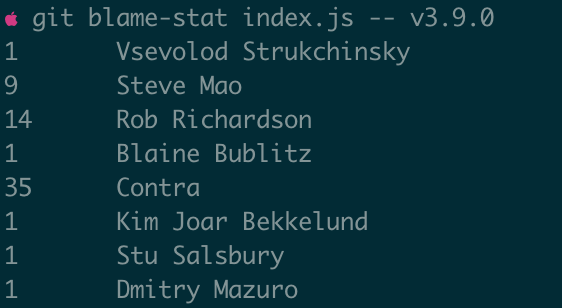 git blame-stat index.js -- v3.9.0
1 Vsevolod Strukchinsky
9 Steve Mao
14 Rob Richardson
1 Blaine Bublitz
35 Contra
1 Kim Joar Bekkelund
1 Stu Salsbury
1 Dmitry Mazuro